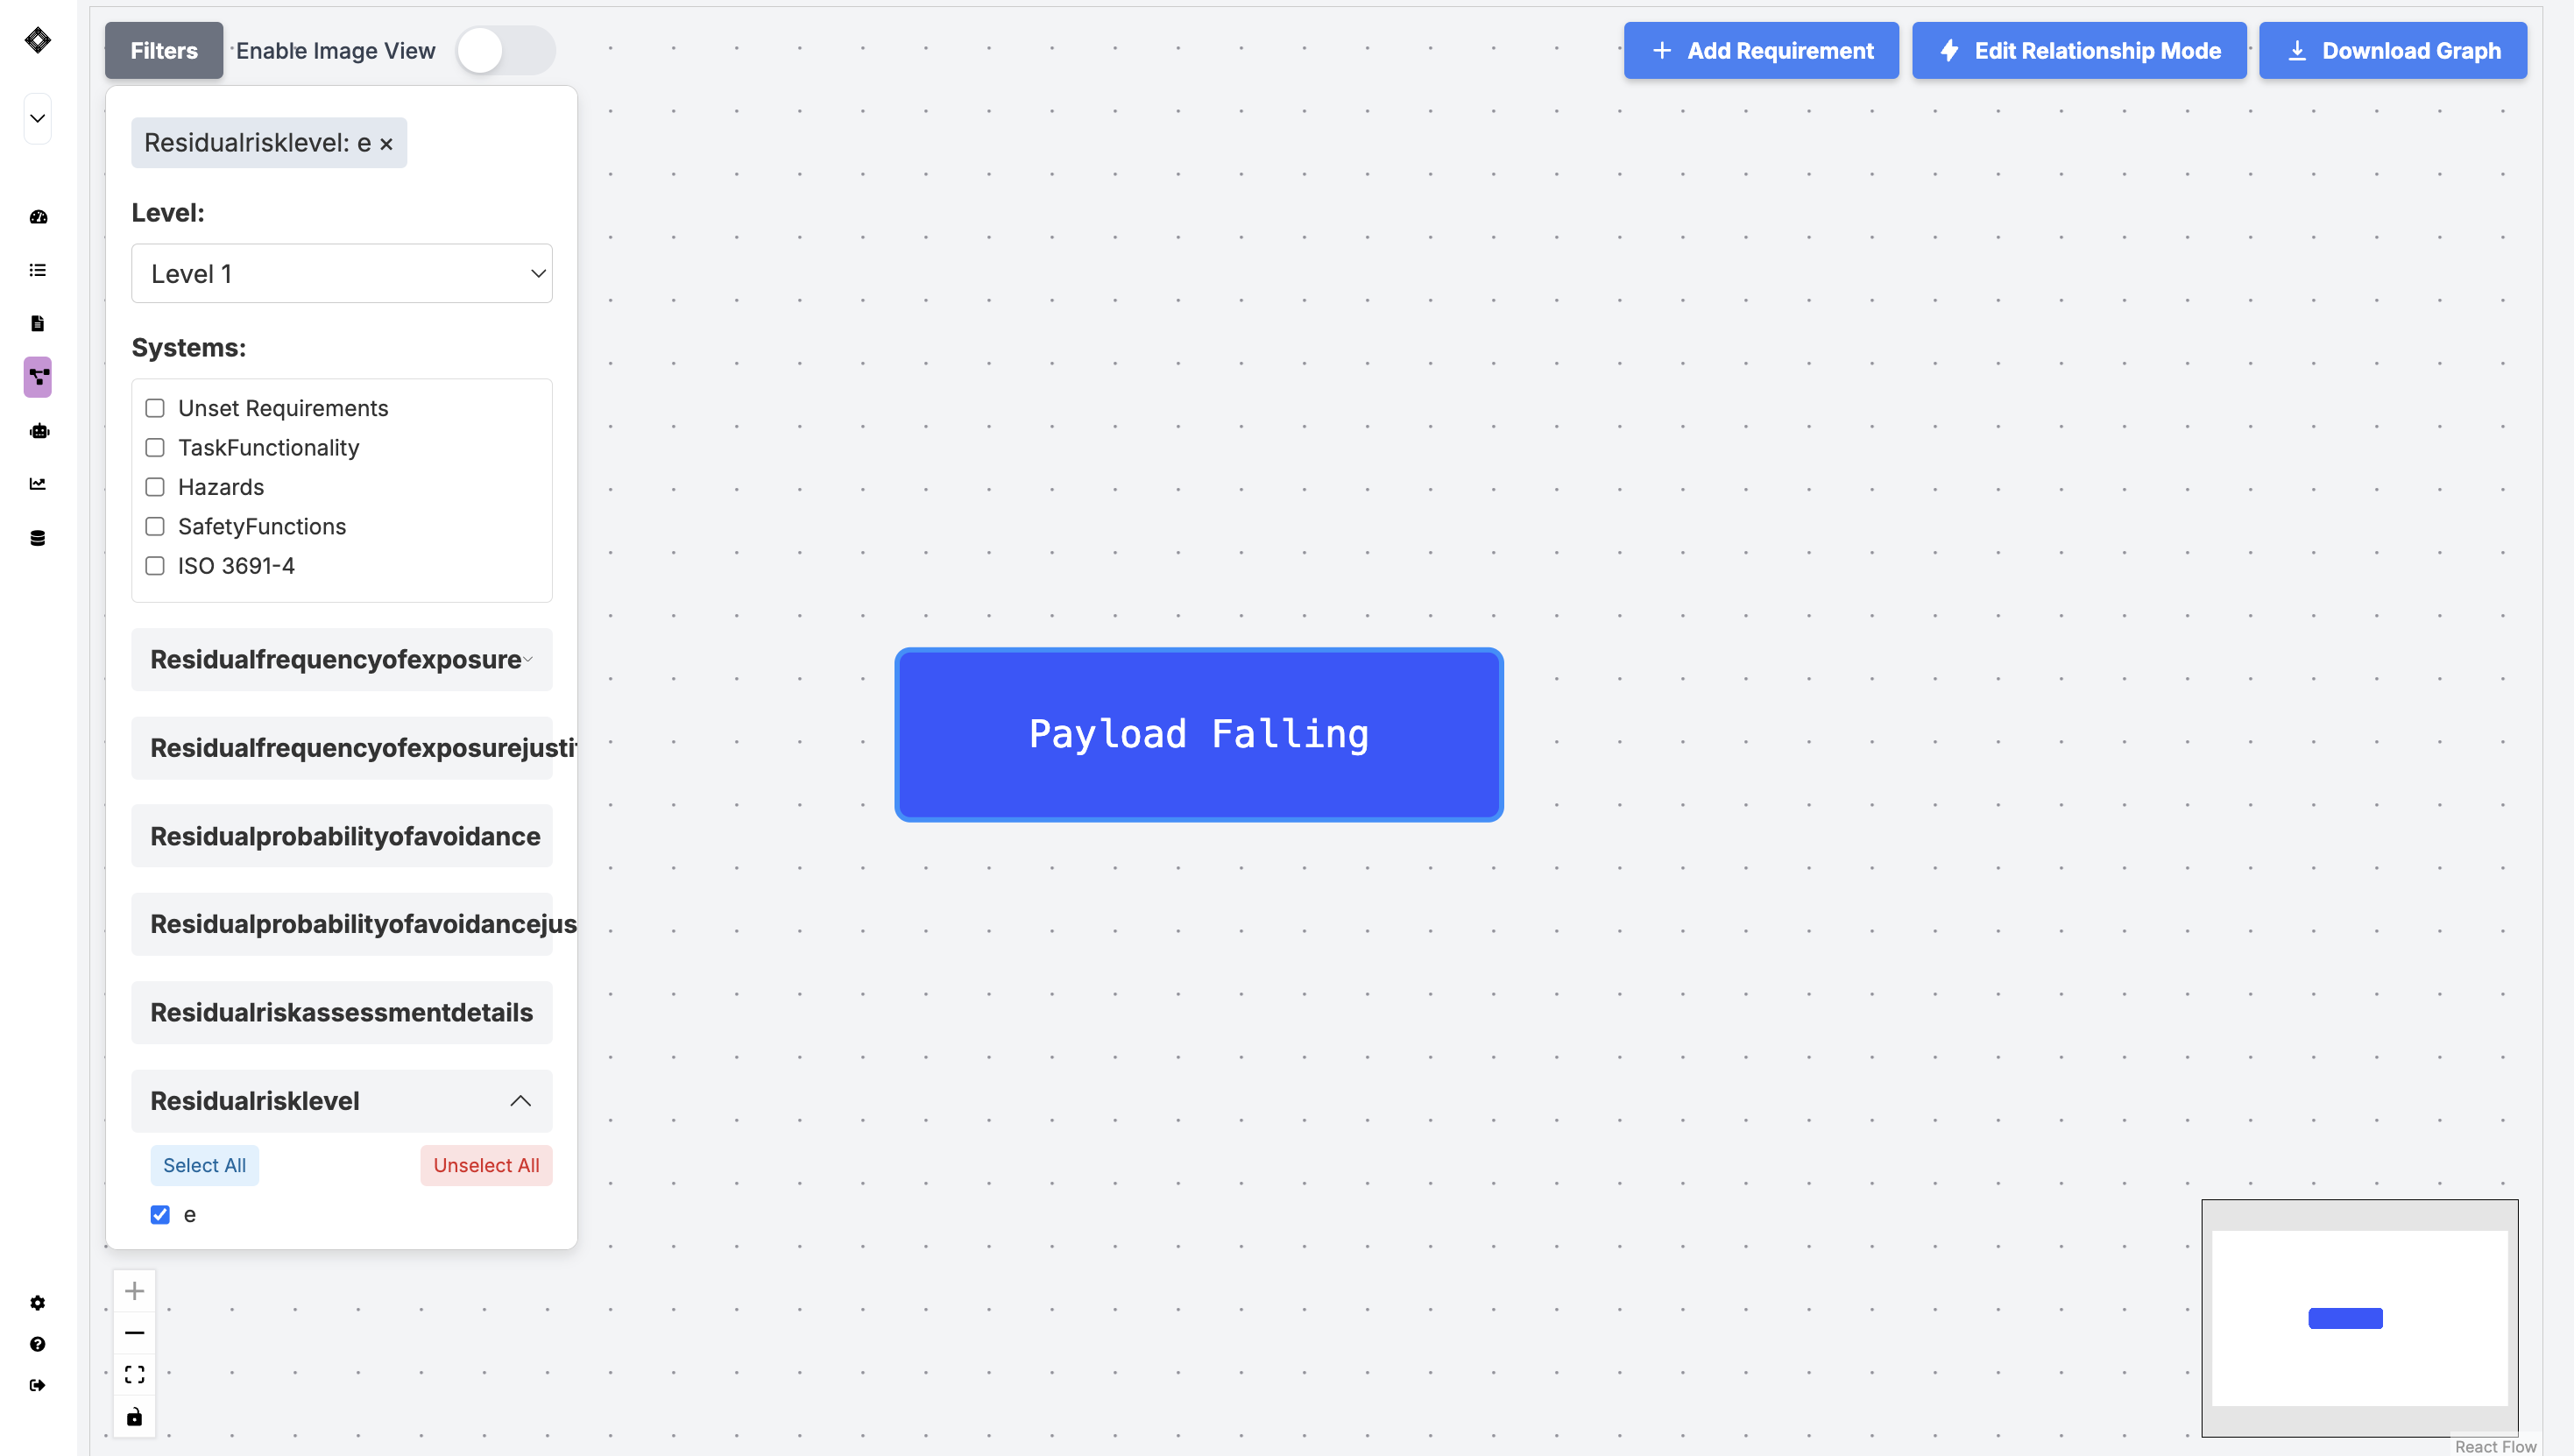 Filters
Enable Image View
Add Requirement
Edit Relationship Mode
Download Graph
Residualrisklevel: e ×
Level:
Level 1
Systems:
Unset Requirements
TaskFunctionality
Hazards
SafetyFunctions
ISO 3691-4
Residualfrequencyofexposure
Residualfrequencyofexposurejusti
Residualprobabilityofavoidance
Residualprobabilityofavoidancejus
Residualriskassessmentdetails
Residualrisklevel
Select All
Unselect All
e
Payload Falling
React Flow